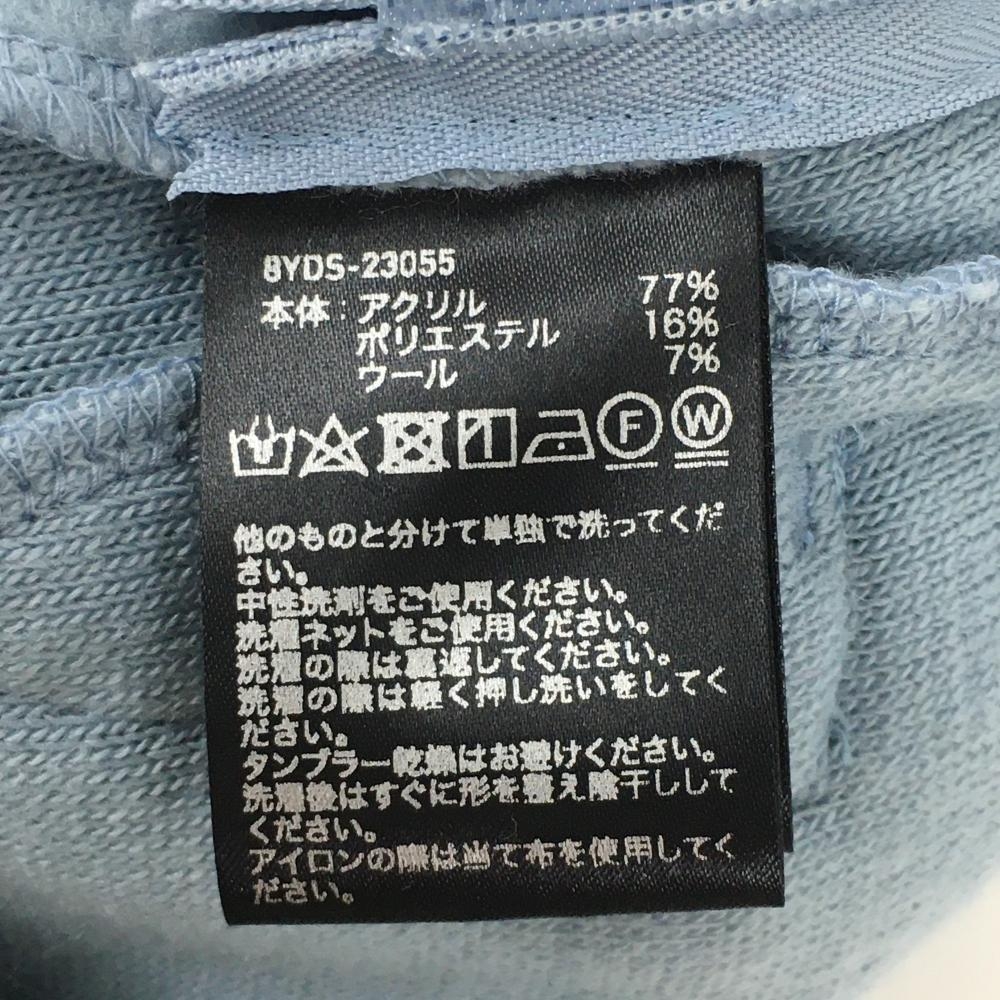 8YDS-23055
本体：アクリル 77%
ポリエステル 16%
ウール 7%
F W
他のものと分けて単独で洗ってくだ
さい。
中性洗剤をご使用ください。
洗濯ネットをご使用ください。
洗濯の際は裏返してください。
洗濯の際は軽く押し洗いをしてく
ださい。
タンブラー乾燥はお避けください。
洗濯後はすぐに形を整え陰干しして
ください。
アイロンの際は当て布を使用してく
ださい。